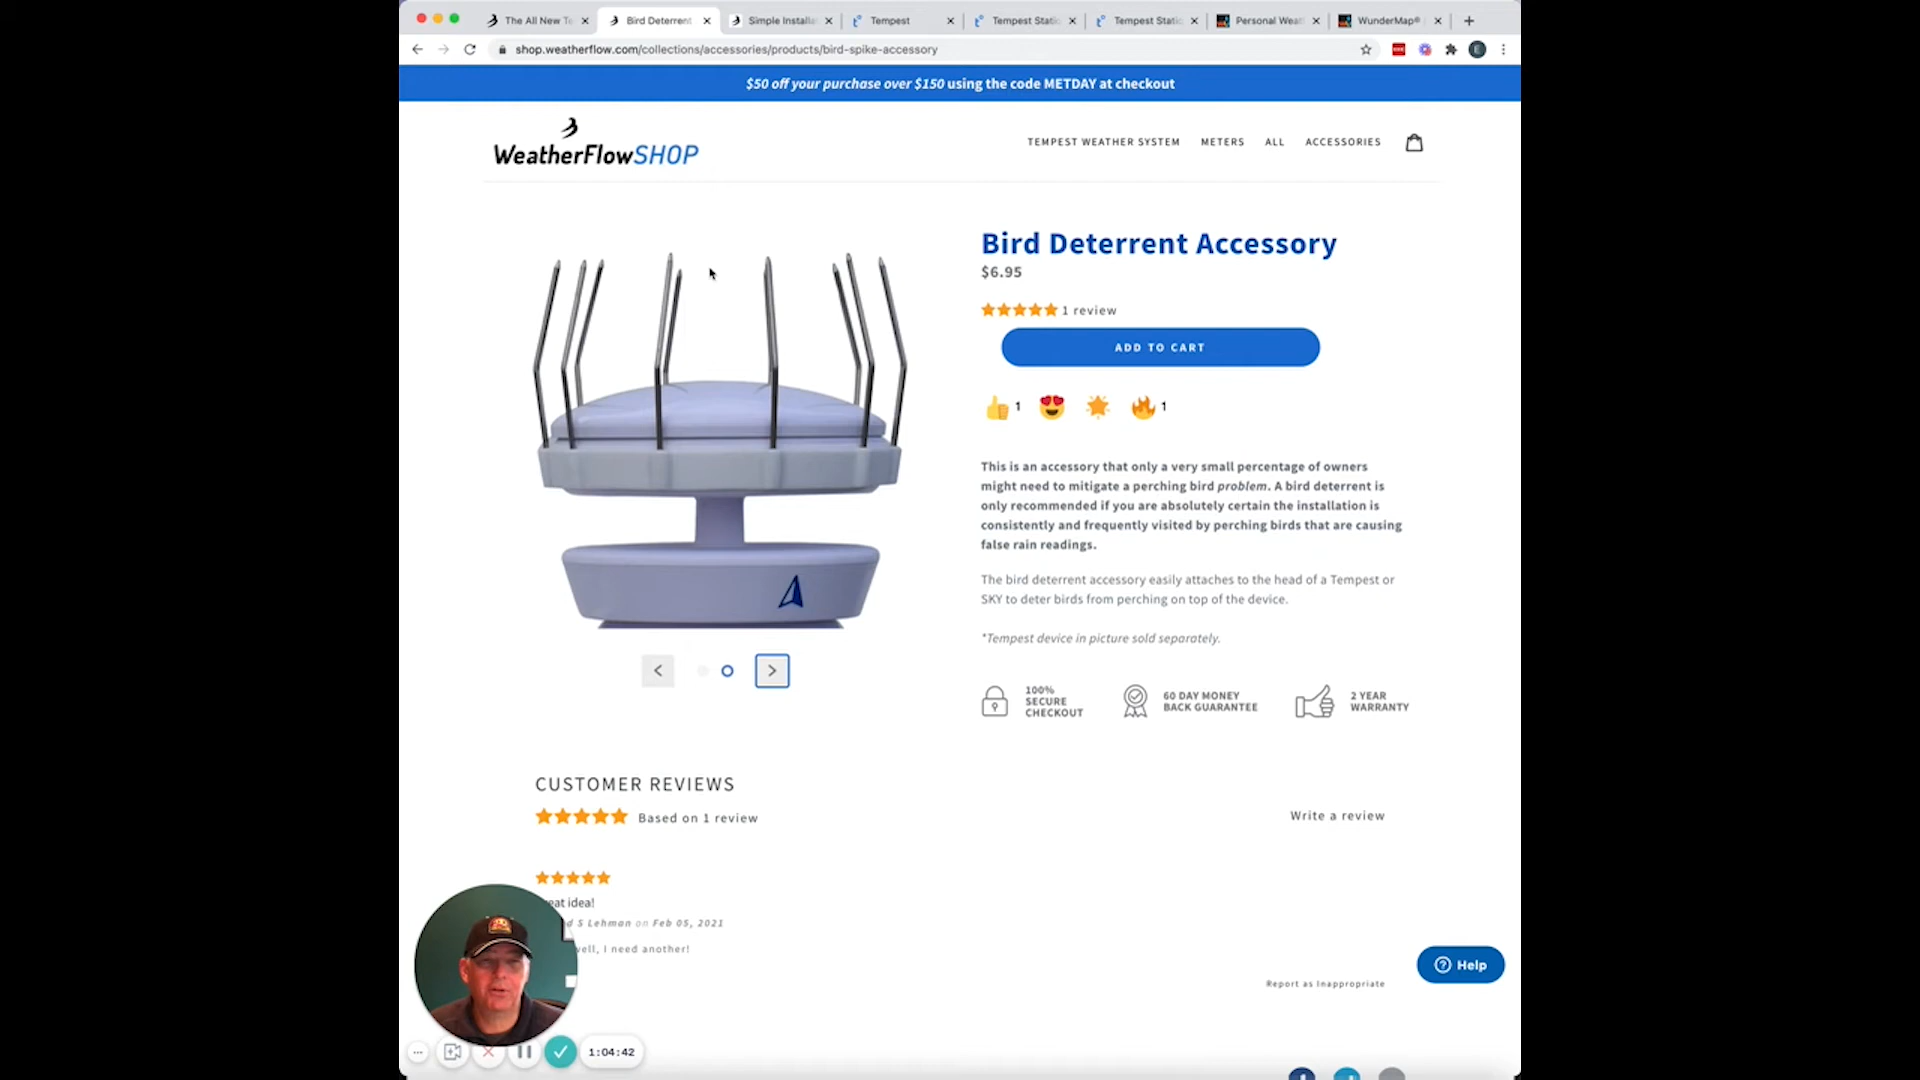 The All New Te
Bird Deterrent
Simple Installa
Tempest
Tempest Static
Tempest Static
Personal Weat
WunderMap®
shop.weatherflow.com/collections/accessories/products/bird-spike-accessory
$50 off your purchase over $150 using the code METDAY at checkout
WeatherFlowSHOP
TEMPEST WEATHER SYSTEM
METERS
ALL
ACCESSORIES
Bird Deterrent Accessory
$6.95
1 review
ADD TO CART
1
1
This is an accessory that only a very small percentage of owners
might need to mitigate a perching bird problem. A bird deterrent is
only recommended if you are absolutely certain the installation is
consistently and frequently visited by perching birds that are causing
false rain readings.
The bird deterrent accessory easily attaches to the head of a Tempest or
SKY to deter birds from perching on top of the device.
*Tempest device in picture sold separately.
100%
SECURE
CHECKOUT
60 DAY MONEY
BACK GUARANTEE
2 YEAR
WARRANTY
CUSTOMER REVIEWS
Based on 1 review
Write a review
eat idea!
d S Lehman on Feb 05, 2021
vell, I need another!
Report as Inappropriate
Help
1:04:42